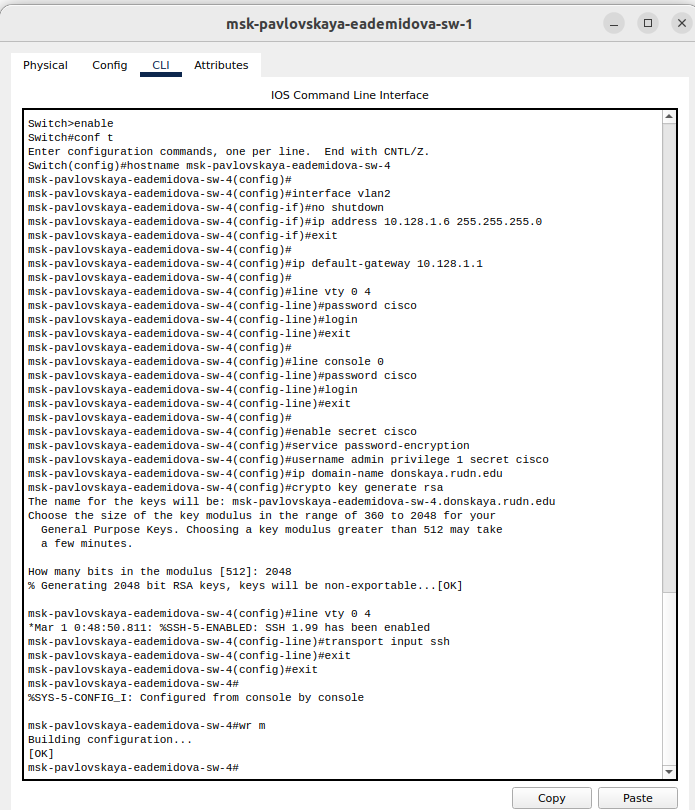 msk-pavlovskaya-eademidova-sw-1
Physical Config CLI Attributes
IOS Command Line Interface
Switch>enable
Switch#conf t
Enter configuration commands, one per line.  End with CNTL/Z.
Switch(config)#hostname msk-pavlovskaya-eademidova-sw-4
msk-pavlovskaya-eademidova-sw-4(config)#
msk-pavlovskaya-eademidova-sw-4(config)#interface vlan2
msk-pavlovskaya-eademidova-sw-4(config-if)#no shutdown
msk-pavlovskaya-eademidova-sw-4(config-if)#ip address 10.128.1.6 255.255.255.0
msk-pavlovskaya-eademidova-sw-4(config-if)#exit
msk-pavlovskaya-eademidova-sw-4(config)#
msk-pavlovskaya-eademidova-sw-4(config)#ip default-gateway 10.128.1.1
msk-pavlovskaya-eademidova-sw-4(config)#
msk-pavlovskaya-eademidova-sw-4(config)#line vty 0 4
msk-pavlovskaya-eademidova-sw-4(config-line)#password cisco
msk-pavlovskaya-eademidova-sw-4(config-line)#login
msk-pavlovskaya-eademidova-sw-4(config-line)#exit
msk-pavlovskaya-eademidova-sw-4(config)#
msk-pavlovskaya-eademidova-sw-4(config)#line console 0
msk-pavlovskaya-eademidova-sw-4(config-line)#password cisco
msk-pavlovskaya-eademidova-sw-4(config-line)#login
msk-pavlovskaya-eademidova-sw-4(config-line)#exit
msk-pavlovskaya-eademidova-sw-4(config)#
msk-pavlovskaya-eademidova-sw-4(config)#enable secret cisco
msk-pavlovskaya-eademidova-sw-4(config)#service password-encryption
msk-pavlovskaya-eademidova-sw-4(config)#username admin privilege 1 secret cisco
msk-pavlovskaya-eademidova-sw-4(config)#ip domain-name donskaya.rudn.edu
msk-pavlovskaya-eademidova-sw-4(config)#crypto key generate rsa
The name for the keys will be: msk-pavlovskaya-eademidova-sw-4.donskaya.rudn.edu
Choose the size of the key modulus in the range of 360 to 2048 for your
General Purpose Keys. Choosing a key modulus greater than 512 may take
a few minutes.
How many bits in the modulus [512]: 2048
% Generating 2048 bit RSA keys, keys will be non-exportable...[OK]
msk-pavlovskaya-eademidova-sw-4(config)#line vty 0 4
*Mar 1 0:48:50.811: %SSH-5-ENABLED: SSH 1.99 has been enabled
msk-pavlovskaya-eademidova-sw-4(config-line)#transport input ssh
msk-pavlovskaya-eademidova-sw-4(config-line)#exit
msk-pavlovskaya-eademidova-sw-4(config)#exit
msk-pavlovskaya-eademidova-sw-4#
%SYS-5-CONFIG_I: Configured from console by console
msk-pavlovskaya-eademidova-sw-4#wr m
Building configuration...
[OK]
msk-pavlovskaya-eademidova-sw-4#
Copy Paste